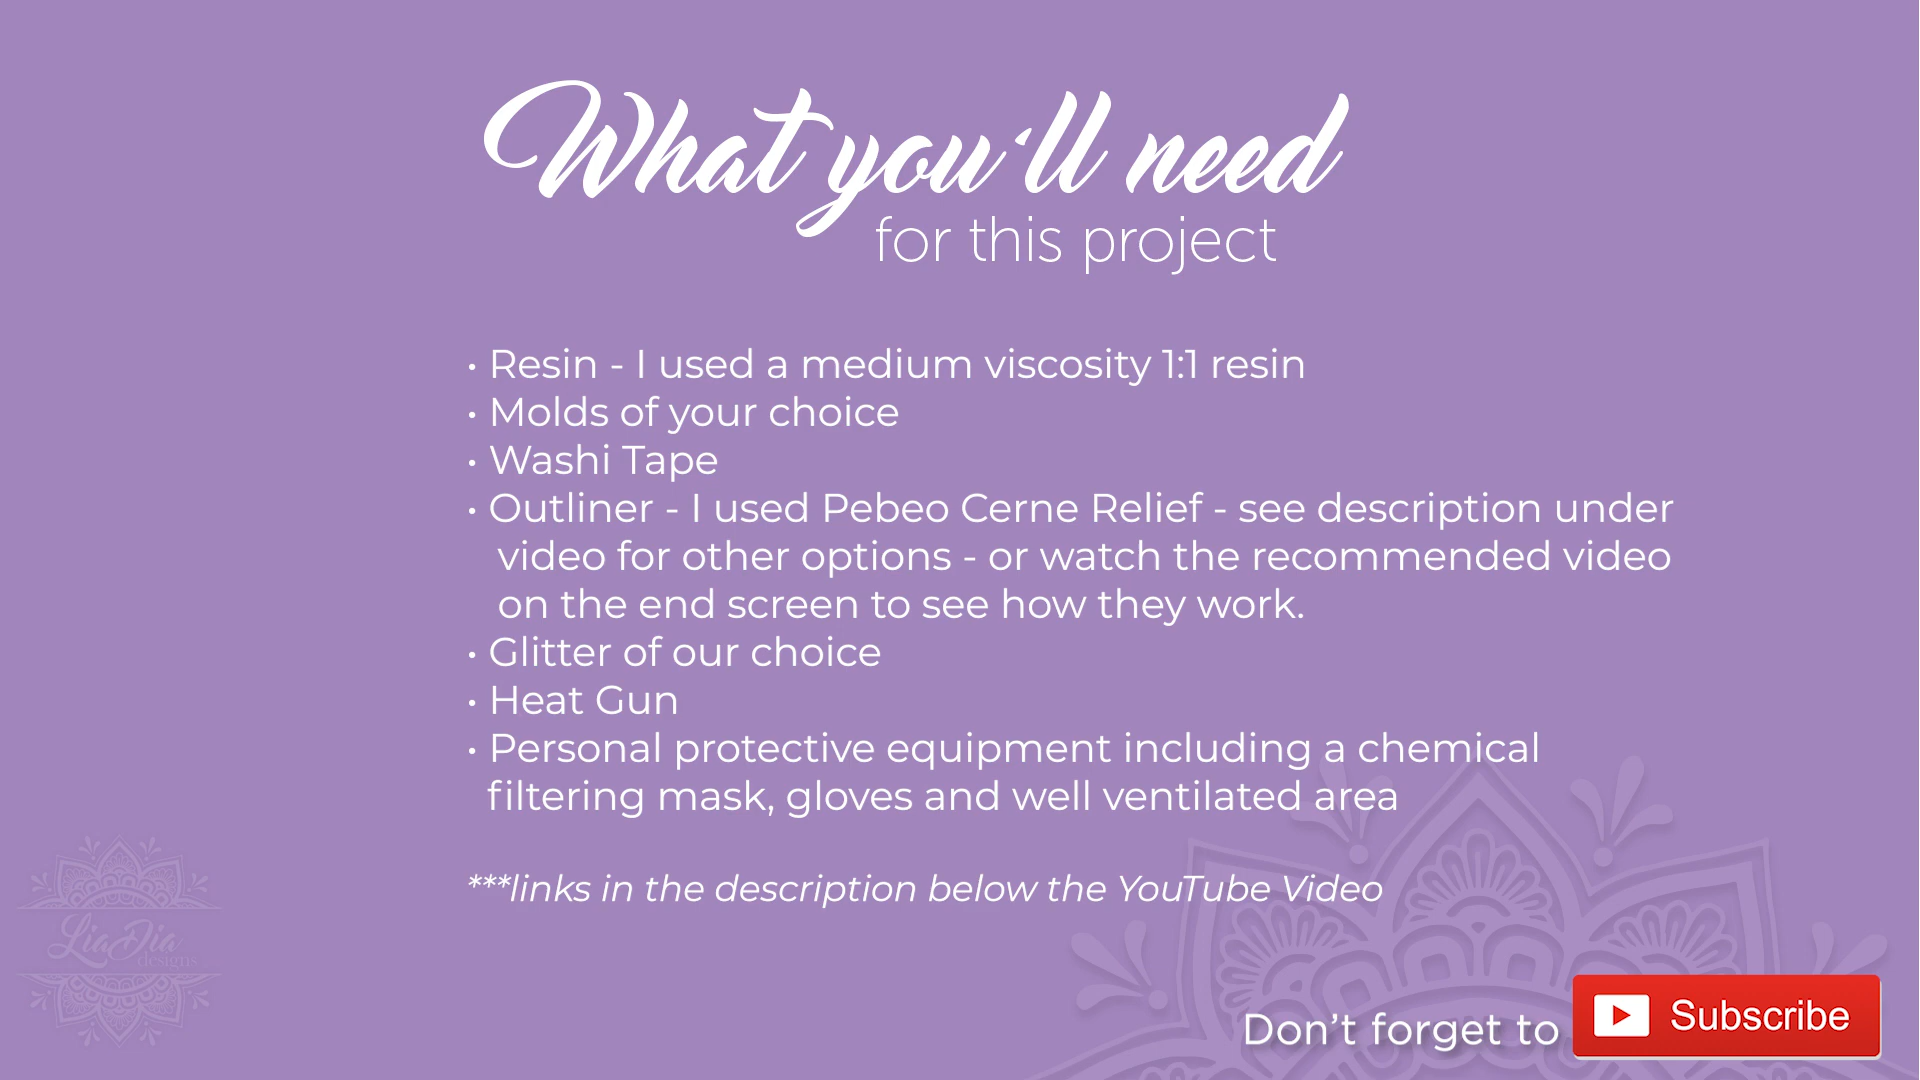 What you'll need
for this project
• Resin - I used a medium viscosity 1:1 resin
• Molds of your choice
• Washi Tape
• Outliner - I used Pebeo Cerne Relief - see description under
video for other options - or watch the recommended video
on the end screen to see how they work.
• Glitter of our choice
• Heat Gun
• Personal protective equipment including a chemical
filtering mask, gloves and well ventilated area
***links in the description below the YouTube Video
LiaDia
designs
Don't forget to
Subscribe